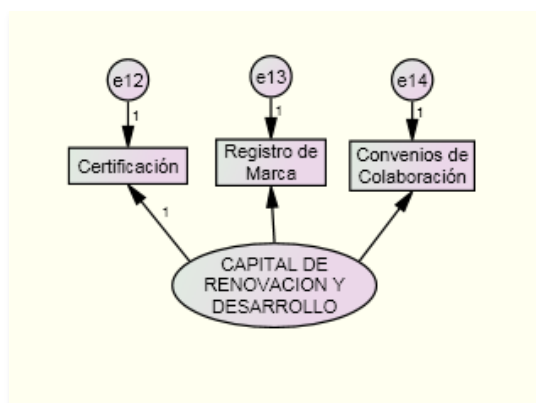 e12
e13
e14
1
1
1
Certificación
Registro de
Marca
Convenios de
Colaboración
1
CAPITAL DE
RENOVACION Y
DESARROLLO